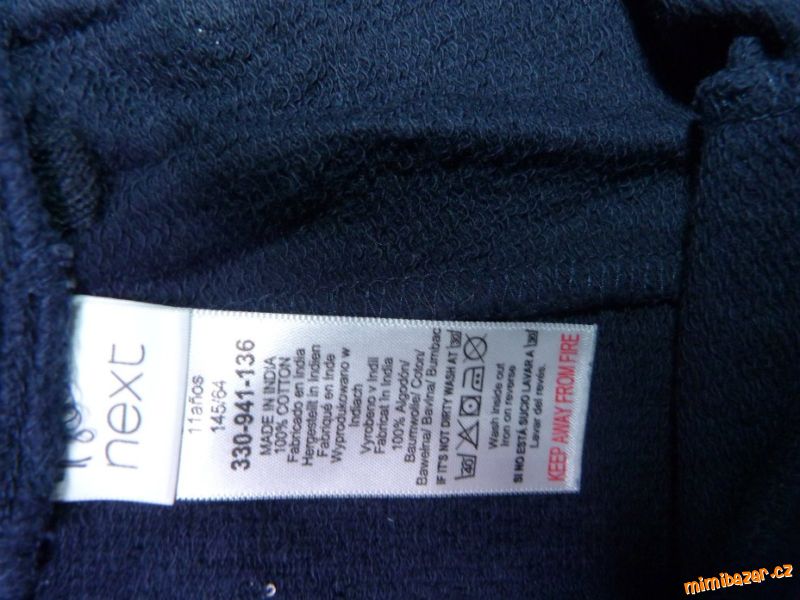 next
11años
145/64
330-941-136
MADE IN INDIA
100% COTTON
Fabricado en India
Hergestellt in Indien
Fabriqué en Inde
Wyprodukowano w
Indiach
Vyrobeno v Indii
Fabricat în India
100% Algodón/
Baumwolle/ Coton/
Bawełna/ Bavlna/ Bumbac
IF IT'S NOT DIRTY WASH AT 30
40
Wash inside out
Iron on reverse
SI NO ESTÁ SUCIO LAVAR A 30
Lavar del revés.
KEEP AWAY FROM FIRE
mimibazar.cz